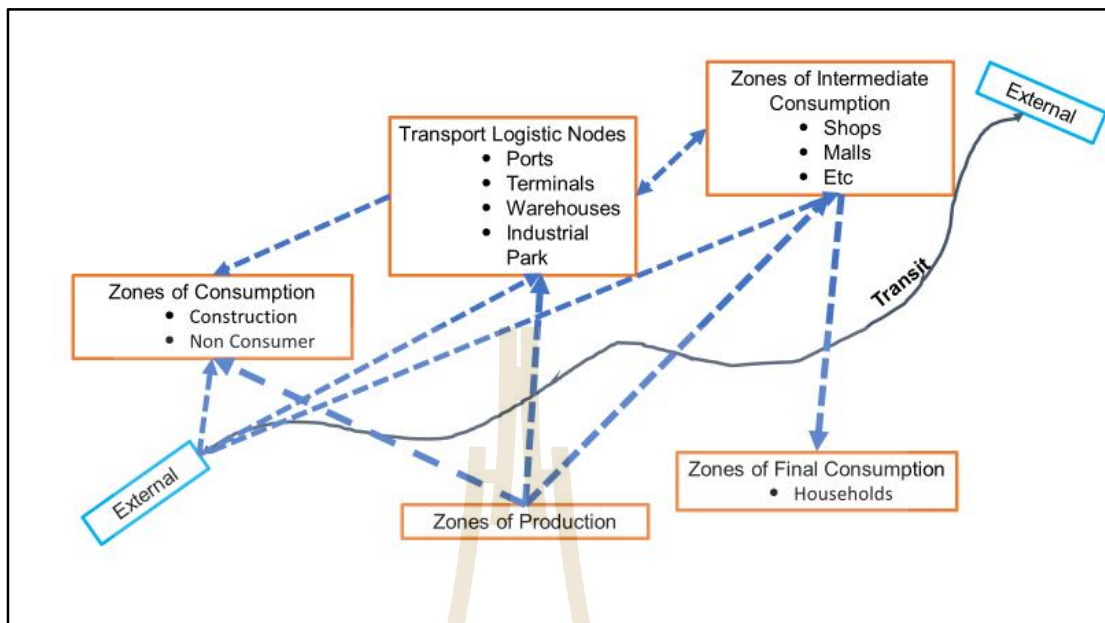 Zones of Intermediate
Consumption
• Shops
• Malls
• Etc
External
Transport Logistic Nodes
• Ports
• Terminals
• Warehouses
• Industrial
Park
Transit
Zones of Consumption
• Construction
• Non Consumer
External
Zones of Final Consumption
• Households
Zones of Production